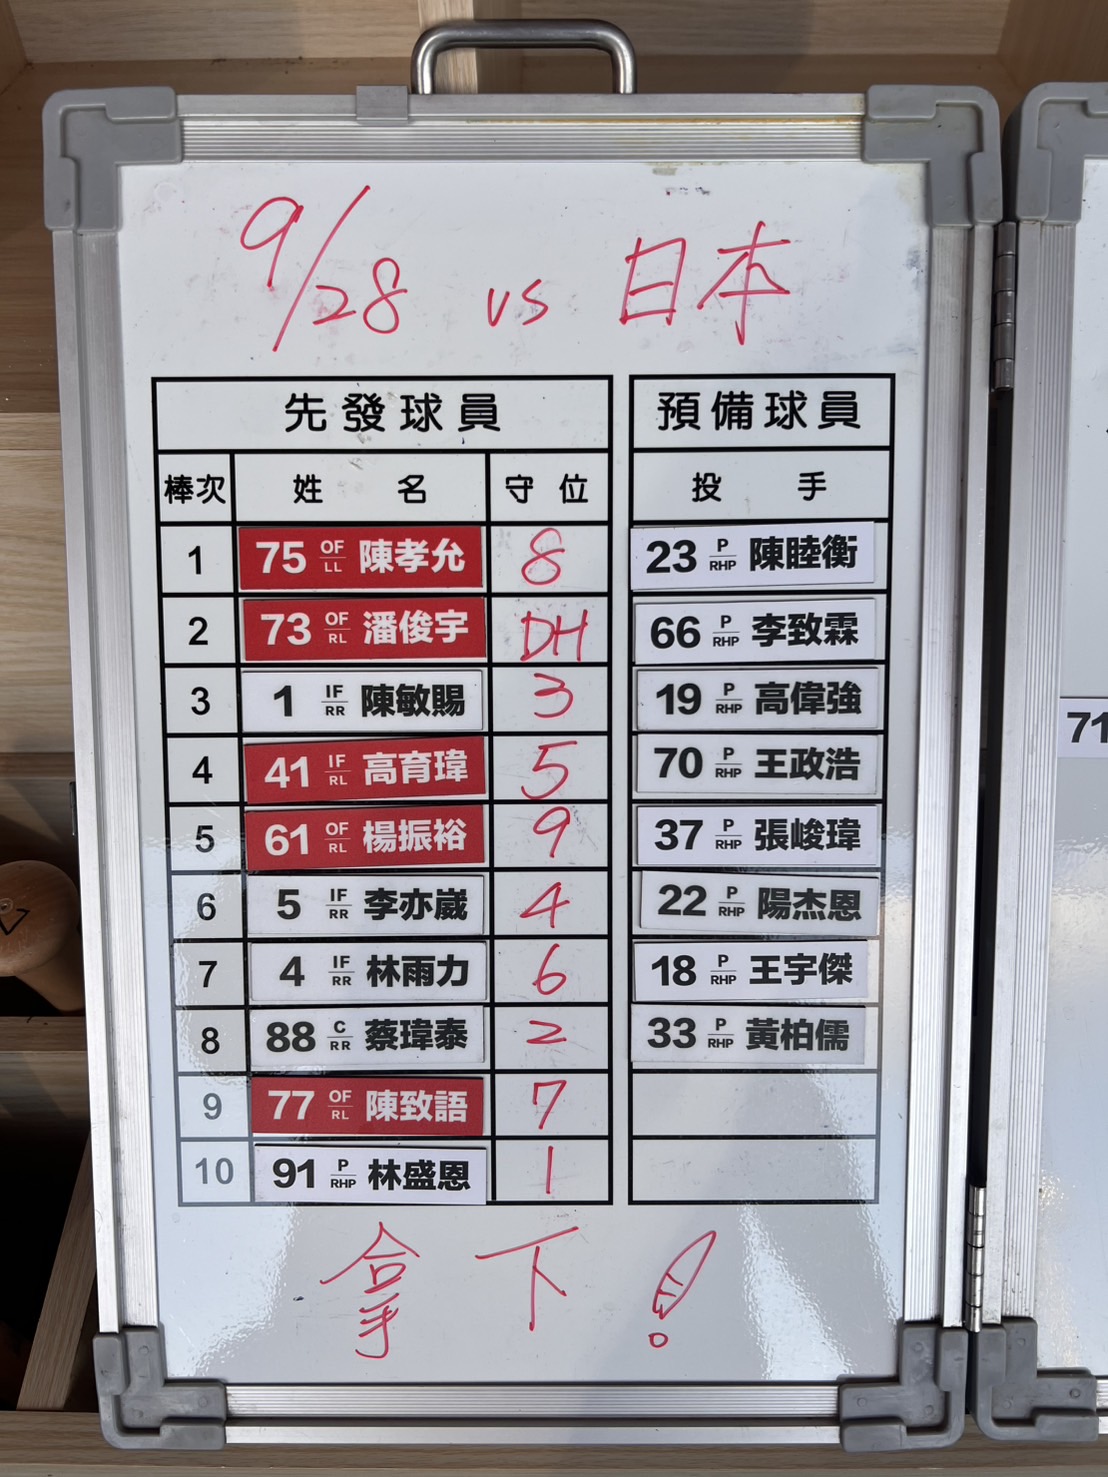 9/28 vs 日本
先發球員
棒次 姓名 守位
1 75 OF LL 陳孝允 8
2 73 OF RL 潘俊宇 DH
3 1 IF RR 陳敏賜 3
4 41 IF RL 高育瑋 5
5 61 OF RL 楊振裕 9
6 5 IF RR 李亦崴 4
7 4 IF RR 林雨力 6
8 88 C RR 蔡瑋泰 2
9 77 OF RL 陳致語 7
10 91 P RHP 林盛恩 1
預備球員
投手
23 P RHP 陳睦衡
66 P RHP 李致霖
19 P RHP 高偉強
70 P RHP 王政浩
37 P RHP 張峻瑋
22 P RHP 陽杰恩
18 P RHP 王宇傑
33 P RHP 黃柏儒
拿下!
71